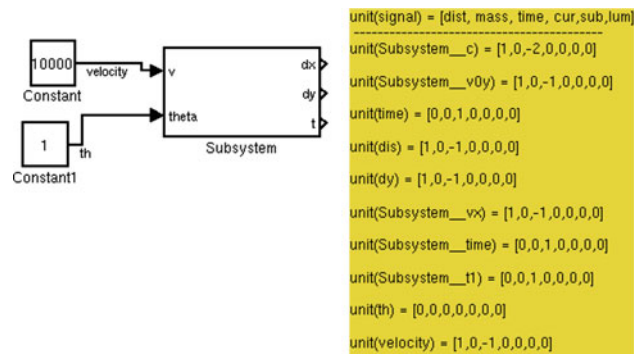 10000
velocity
Constant
v
theta
dx
dy
t
Subsystem
1
th
Constant1
unit(signal) = [dist, mass, time, cur,sub,lum]
unit(Subsystem__c) = [1,0,-2,0,0,0,0]
unit(Subsystem__v0y) = [1,0,-1,0,0,0,0]
unit(time) = [0,0,1,0,0,0,0]
unit(dis) = [1,0,-1,0,0,0,0]
unit(dy) = [1,0,-1,0,0,0,0]
unit(Subsystem__vx) = [1,0,-1,0,0,0,0]
unit(Subsystem__time) = [0,0,1,0,0,0,0]
unit(Subsystem__t1) = [0,0,1,0,0,0,0]
unit(th) = [0,0,0,0,0,0,0]
unit(velocity) = [1,0,-1,0,0,0,0]